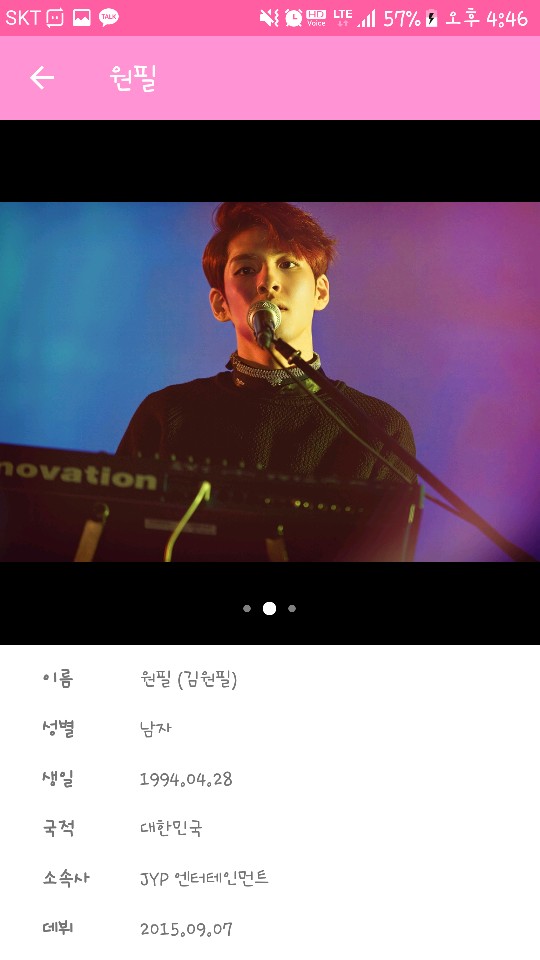 SKT TALK HD Voice LTE 57% 오후 4:46
원필
novation
이름 원필 (김원필)
성별 남자
생일 1994.04.28
국적 대한민국
소속사 JYP 엔터테인먼트
데뷔 2015.09.07